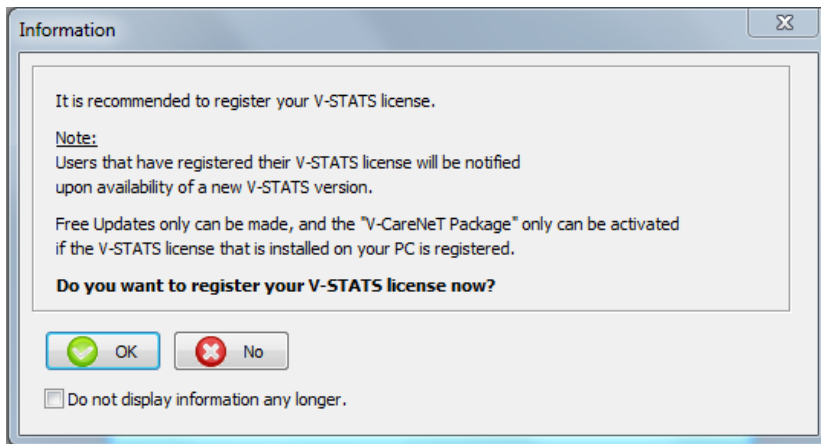 Information
It is recommended to register your V-STATS license.
Note:
Users that have registered their V-STATS license will be notified
upon availability of a new V-STATS version.
Free Updates only can be made, and the "V-CareNeT Package" only can be activated
if the V-STATS license that is installed on your PC is registered.
Do you want to register your V-STATS license now?
OK No
Do not display information any longer.